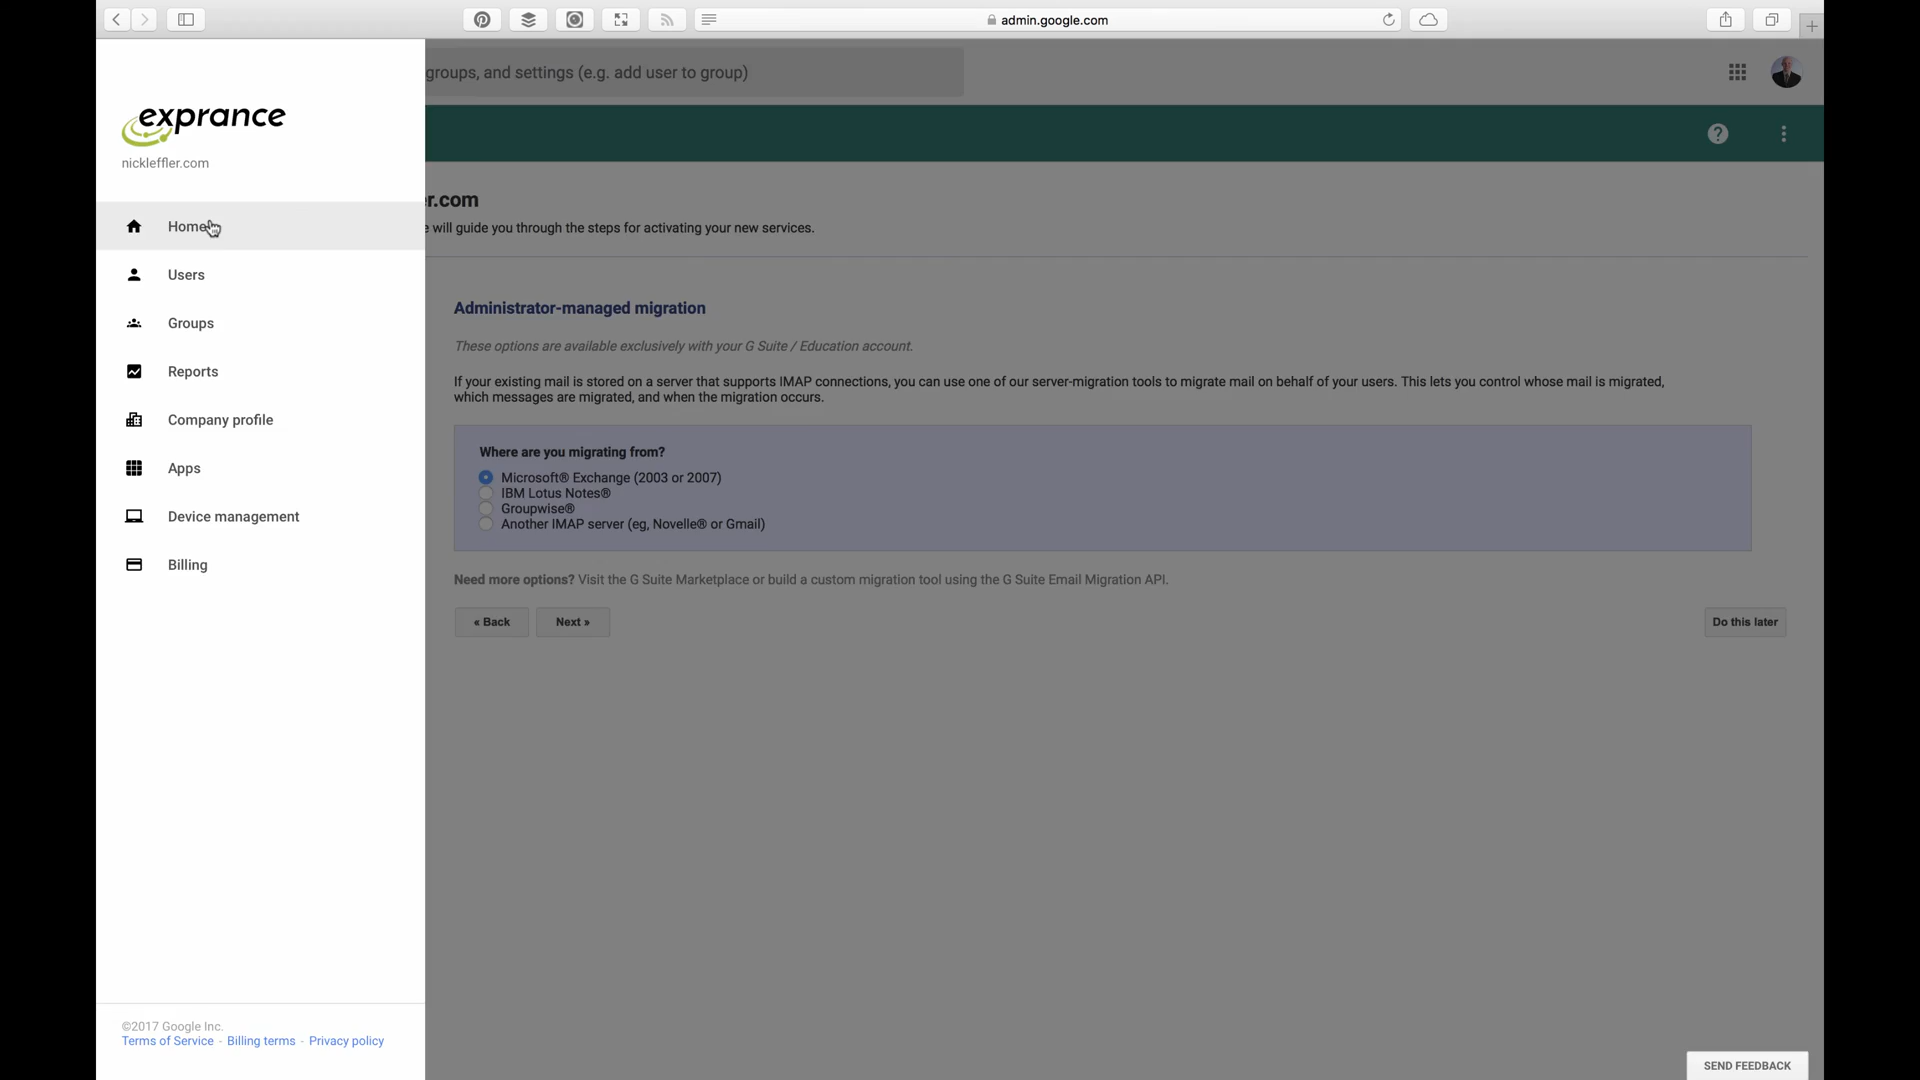 admin.google.com
exprance
nickleffler.com
Home
Users
Groups
Reports
Company profile
Apps
Device management
Billing
©2017 Google Inc.
Terms of Service - Billing terms - Privacy policy
groups, and settings (e.g. add user to group)
r.com
e will guide you through the steps for activating your new services.
Administrator-managed migration
These options are available exclusively with your G Suite / Education account.
If your existing mail is stored on a server that supports IMAP connections, you can use one of our server-migration tools to migrate mail on behalf of your users. This lets you control whose mail is migrated,
which messages are migrated, and when the migration occurs.
Where are you migrating from?
Microsoft® Exchange (2003 or 2007)
IBM Lotus Notes®
Groupwise®
Another IMAP server (eg, Novelle® or Gmail)
Need more options? Visit the G Suite Marketplace or build a custom migration tool using the G Suite Email Migration API.
« Back
Next »
Do this later
SEND FEEDBACK